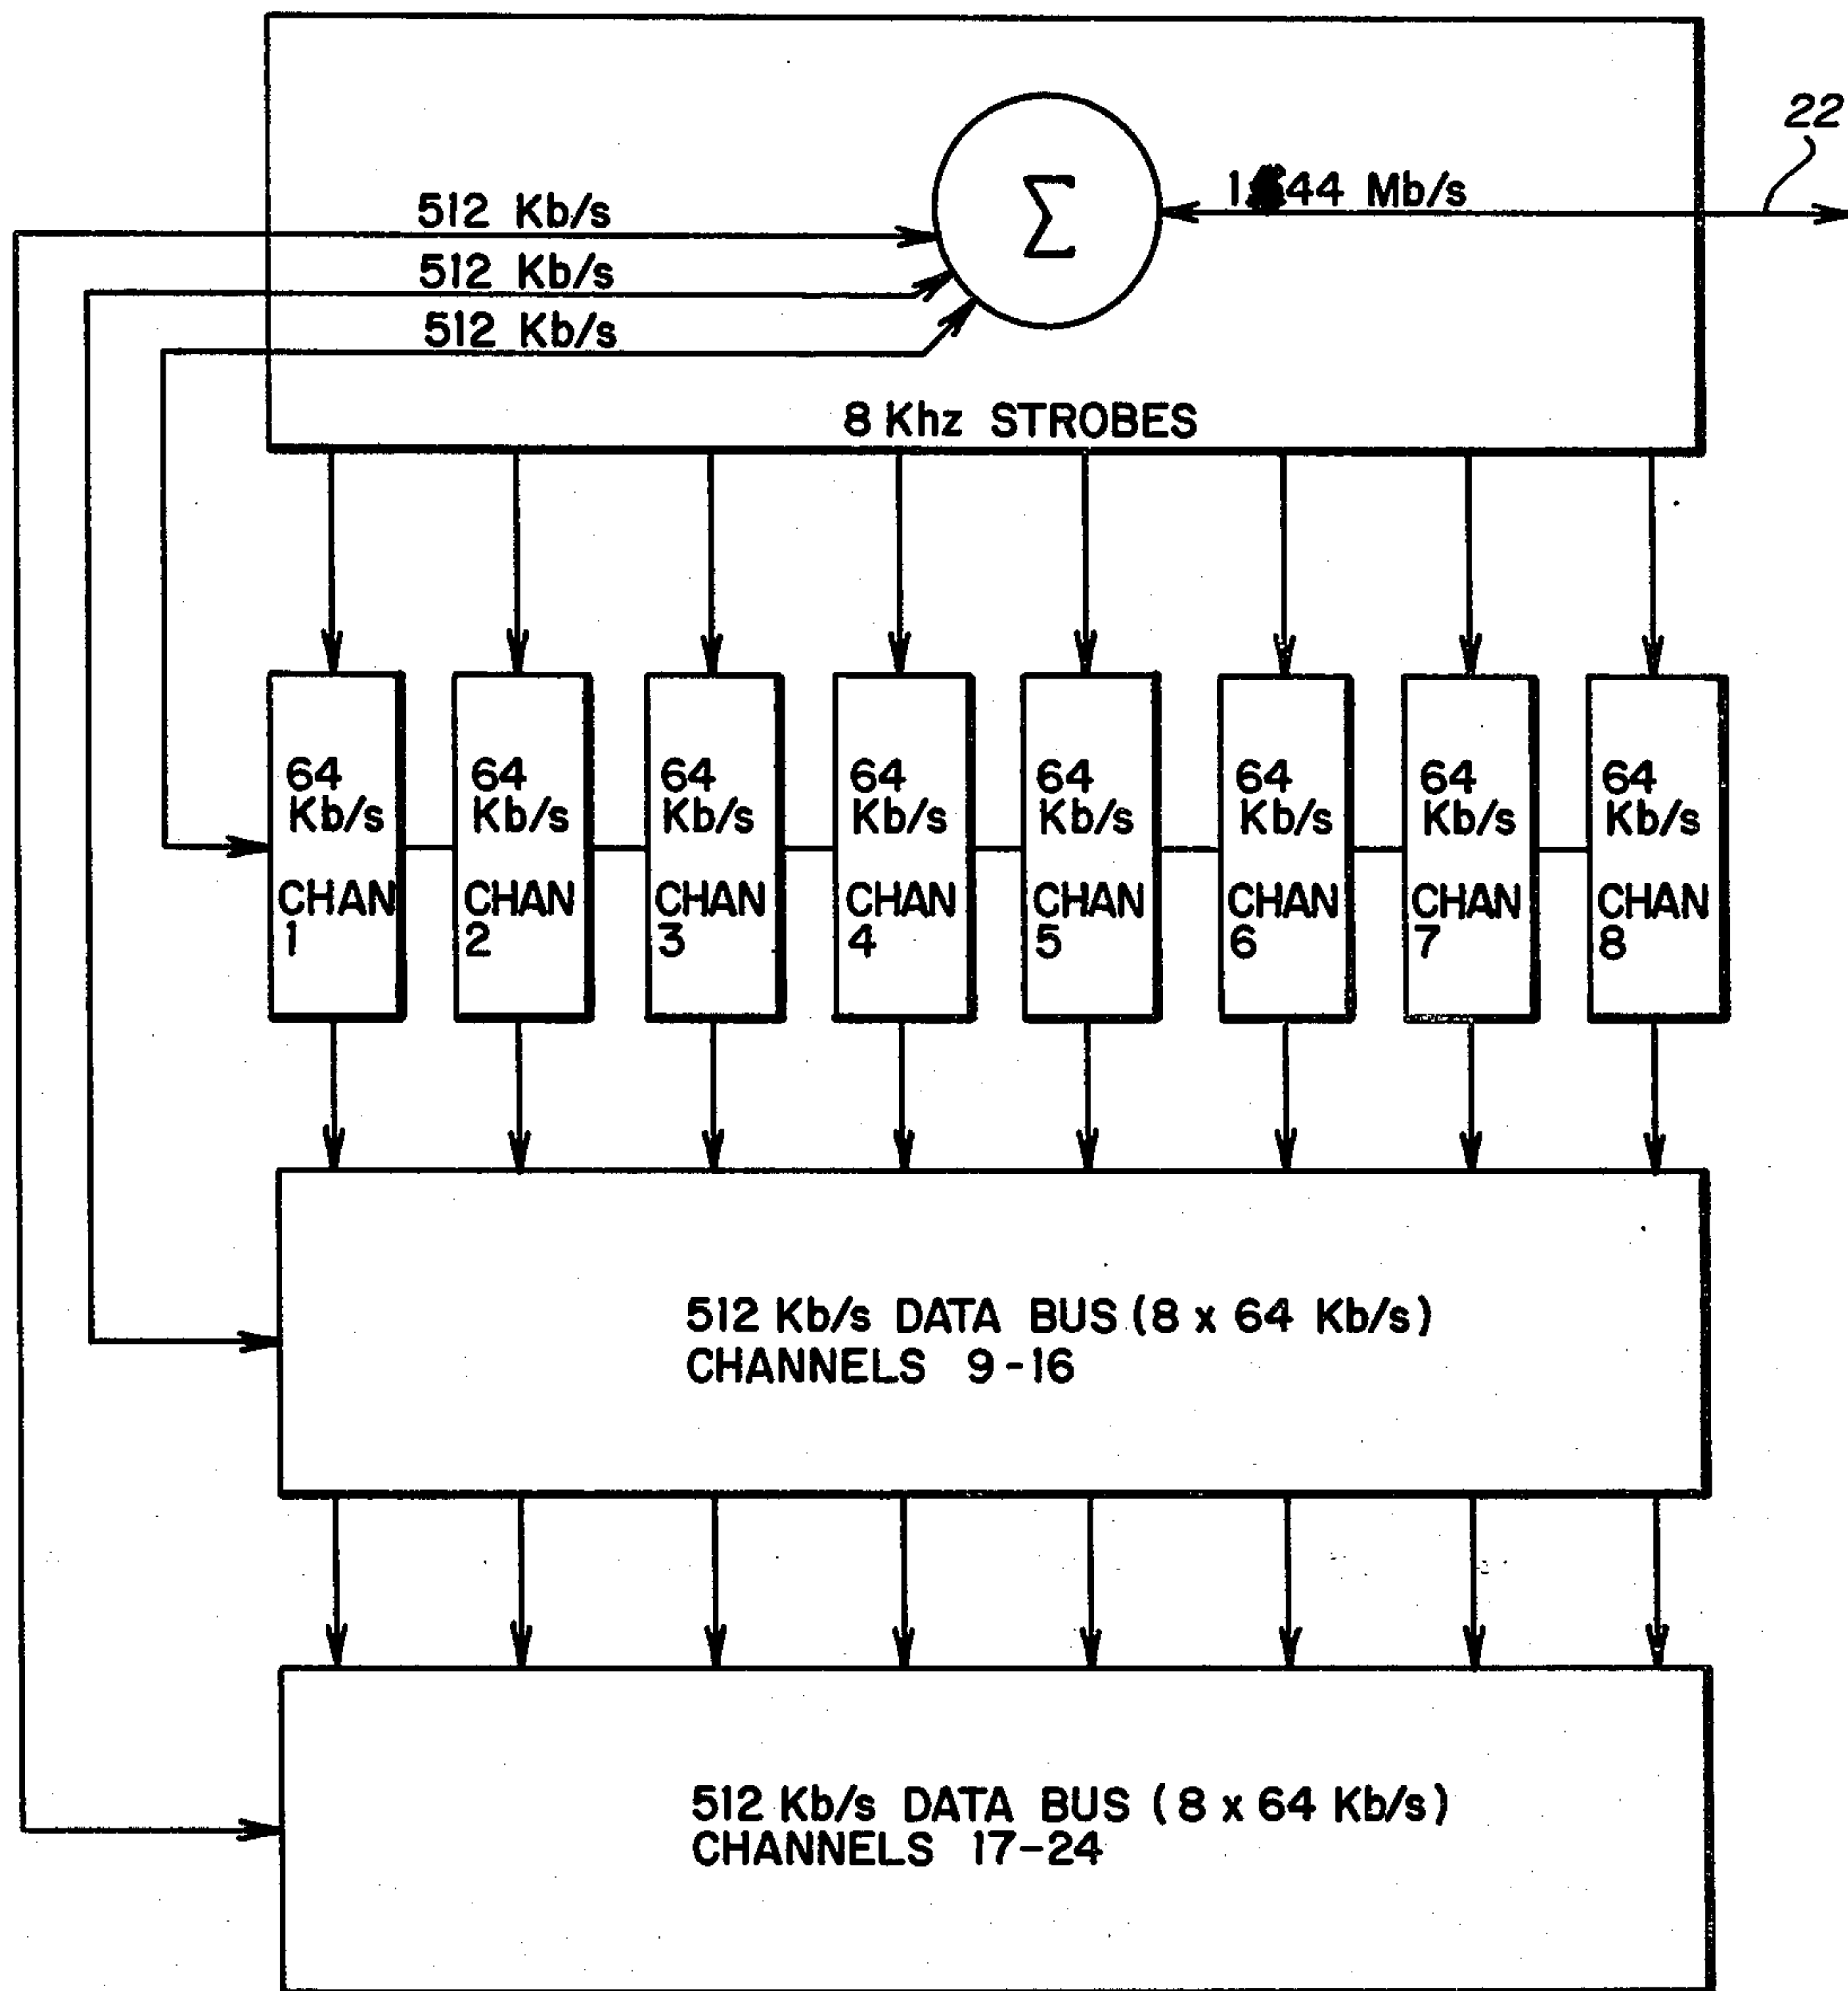 22
1 44 Mb/s
512 Kb/s
512 Kb/s
512 Kb/s
Σ
8 Khz STROBES
64 Kb/s CHAN 1
64 Kb/s CHAN 2
64 Kb/s CHAN 3
64 Kb/s CHAN 4
64 Kb/s CHAN 5
64 Kb/s CHAN 6
64 Kb/s CHAN 7
64 Kb/s CHAN 8
512 Kb/s DATA BUS (8 x 64 Kb/s)
CHANNELS 9-16
512 Kb/s DATA BUS (8 x 64 Kb/s)
CHANNELS 17-24